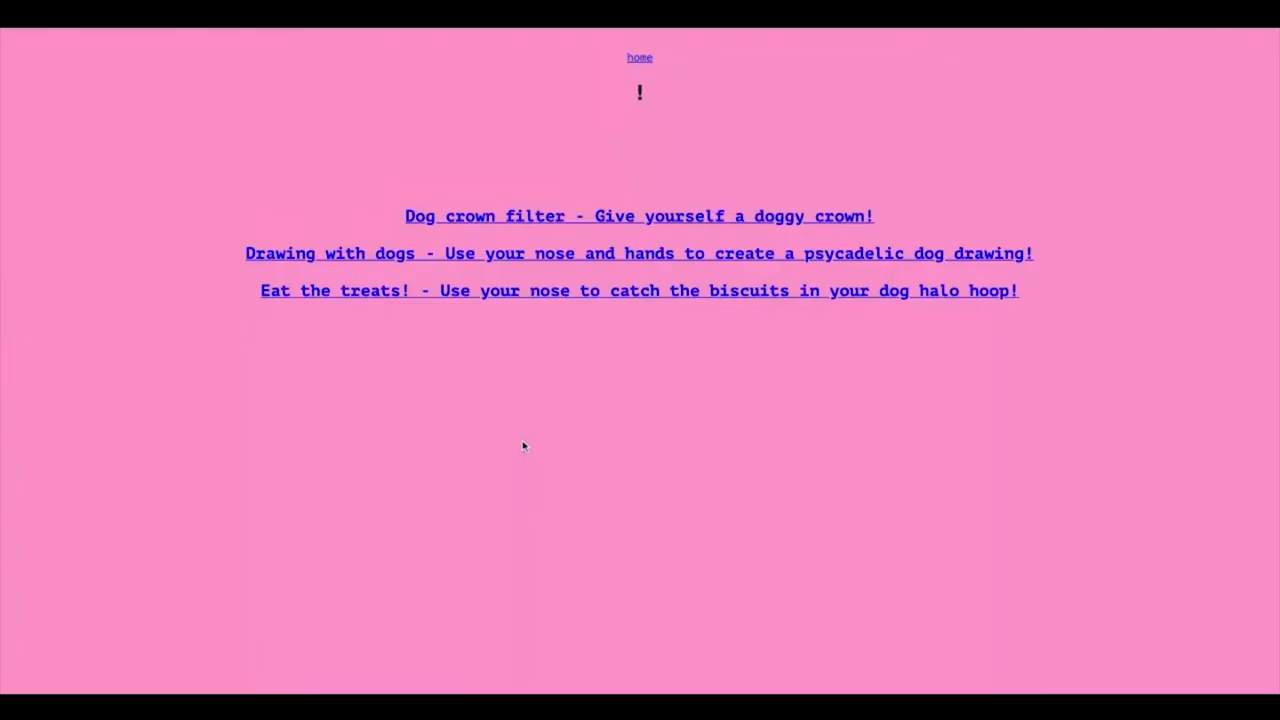 home
!
Dog crown filter - Give yourself a doggy crown!
Drawing with dogs - Use your nose and hands to create a psycadelic dog drawing!
Eat the treats! - Use your nose to catch the biscuits in your dog halo hoop!